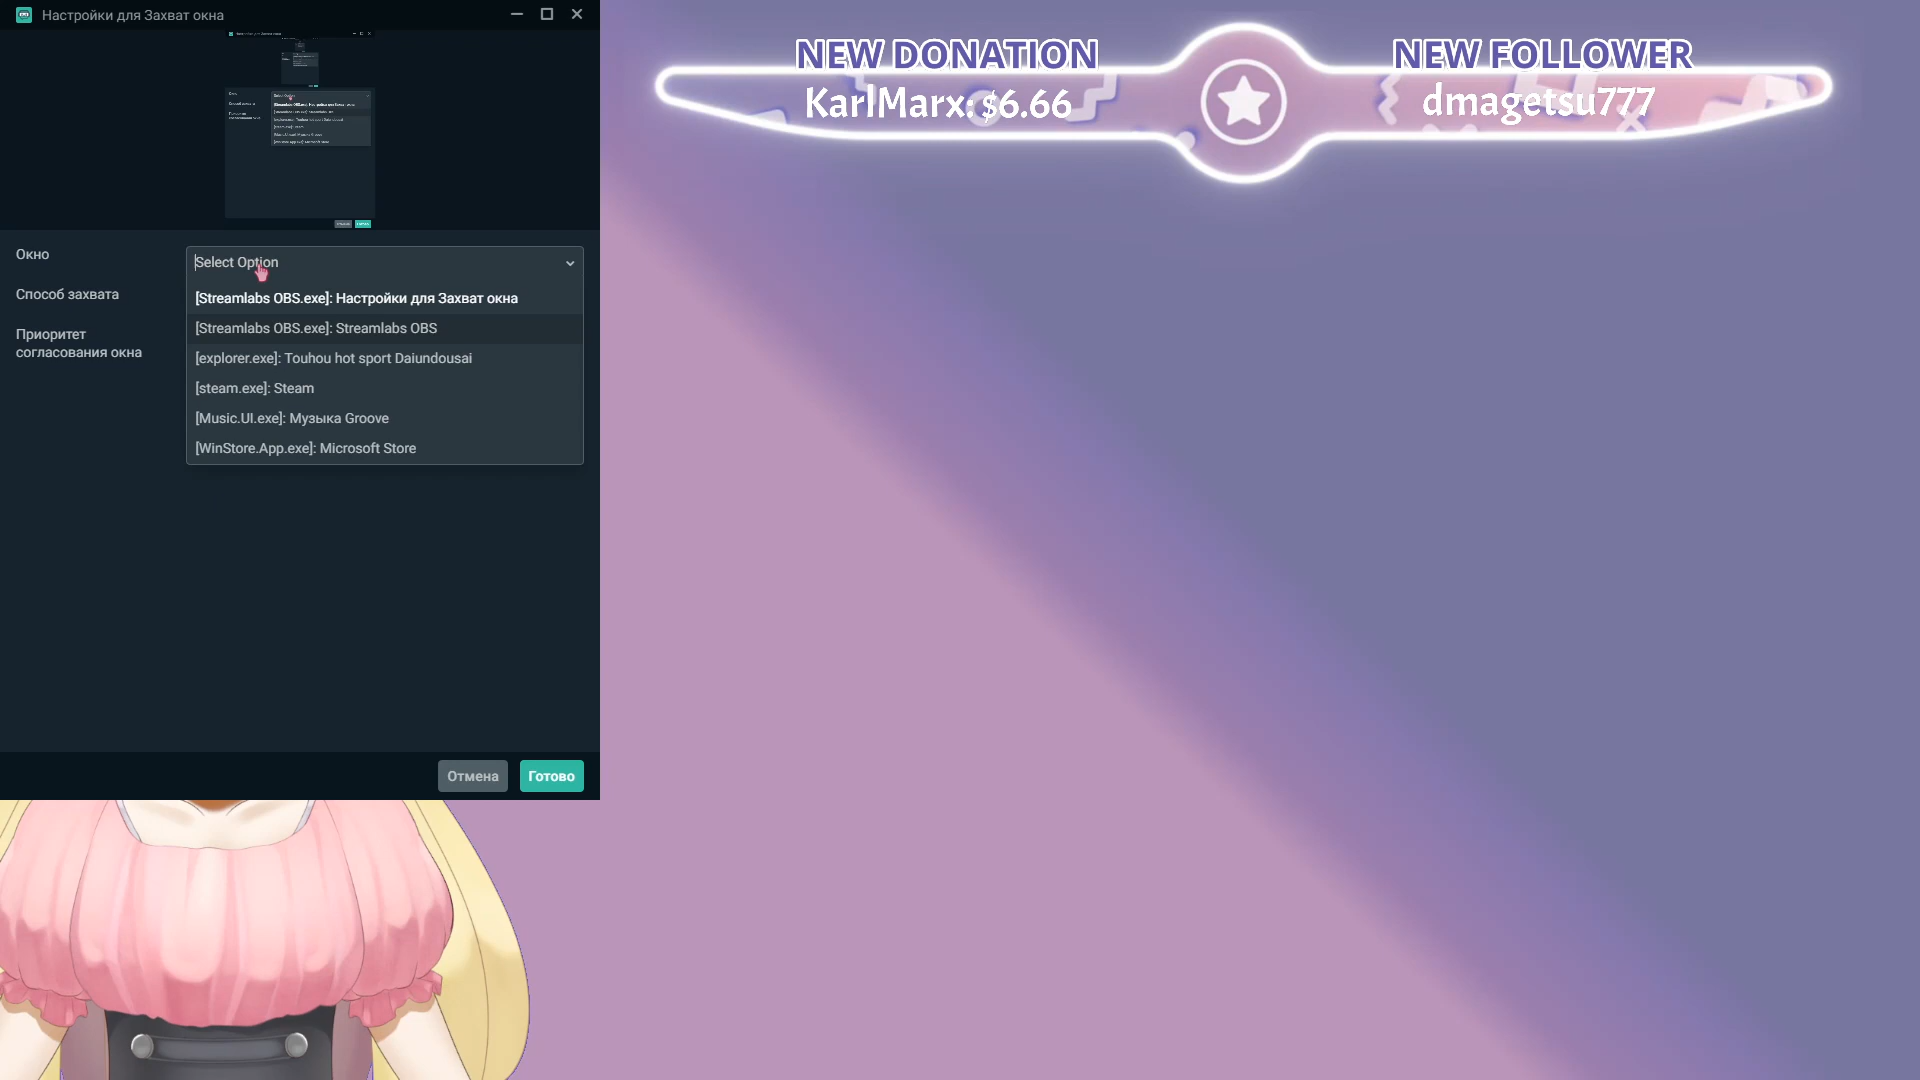 Настройки для Захват окна
NEW DONATION
KarlMarx: $6.66
NEW FOLLOWER
dmagetsu777
Окно
Select Option
Способ захвата
[Streamlabs OBS.exe]: Настройки для Захват окна
[Streamlabs OBS.exe]: Streamlabs OBS
Приоритет
согласования окна
[explorer.exe]: Touhou hot sport Daiundousai
[steam.exe]: Steam
[Music.UI.exe]: Музыка Groove
[WinStore.App.exe]: Microsoft Store
Отмена
Готово